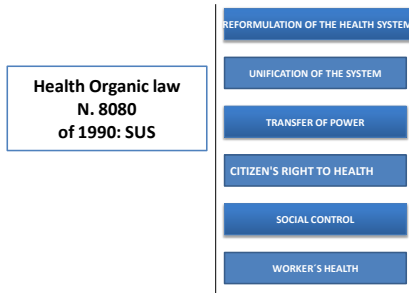 Health Organic law
N. 8080
of 1990: SUS
REFORMULATION OF THE HEALTH SYSTEM
UNIFICATION OF THE SYSTEM
TRANSFER OF POWER
CITIZEN'S RIGHT TO HEALTH
SOCIAL CONTROL
WORKER´S HEALTH